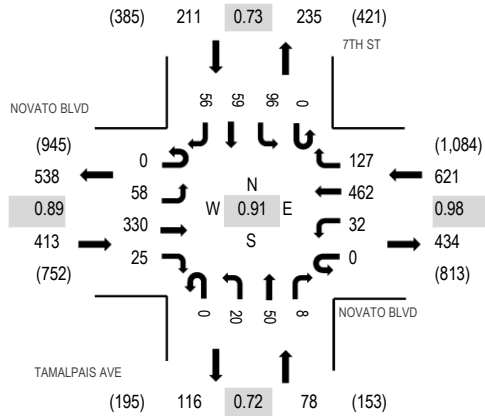 (385) 211 0.73 235 (421)
7TH ST
NOVATO BLVD
56 59 96 0
(945) (1,084)
0 127
538 621
58 N 462
0.89 W 0.91 E 0.98
330 S 32
413 434
25 0
(752) (813)
0 20 50 8
NOVATO BLVD
TAMALPAIS AVE
(195) 116 0.72 78 (153)